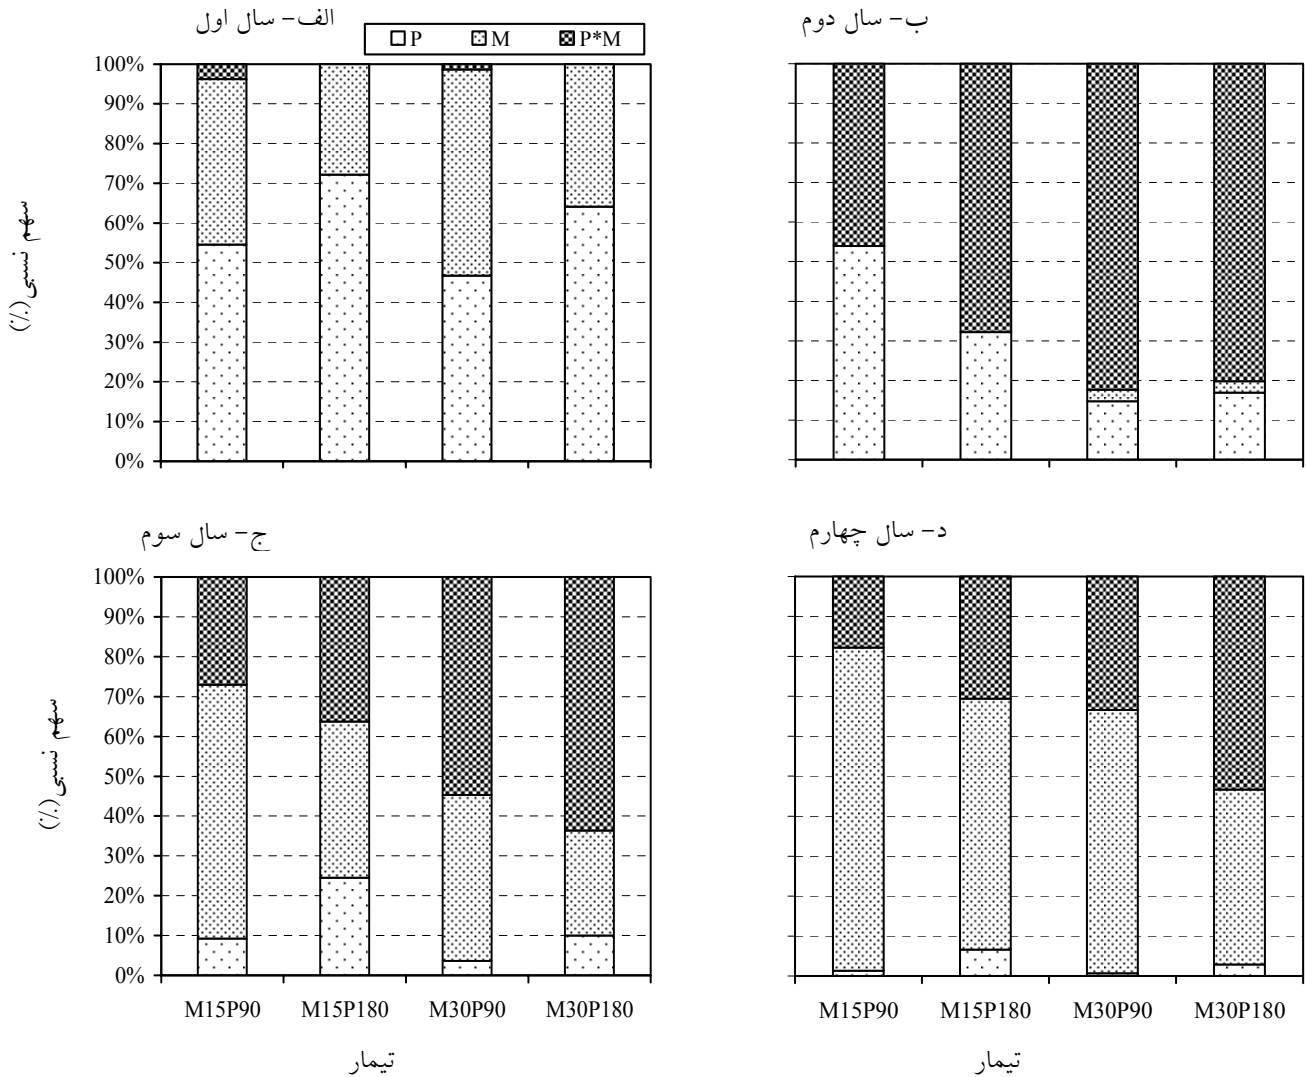 الف- سال اول
P M P*M
ب- سال دوم
100%
90%
80%
70%
60%
50%
40%
30%
20%
10%
0%
سهم نسبی(٪)
ج- سال سوم
د- سال چهارم
100%
90%
80%
70%
60%
50%
40%
30%
20%
10%
0%
سهم نسبی(٪)
M15P90 M15P180 M30P90 M30P180
M15P90 M15P180 M30P90 M30P180
تیمار
تیمار